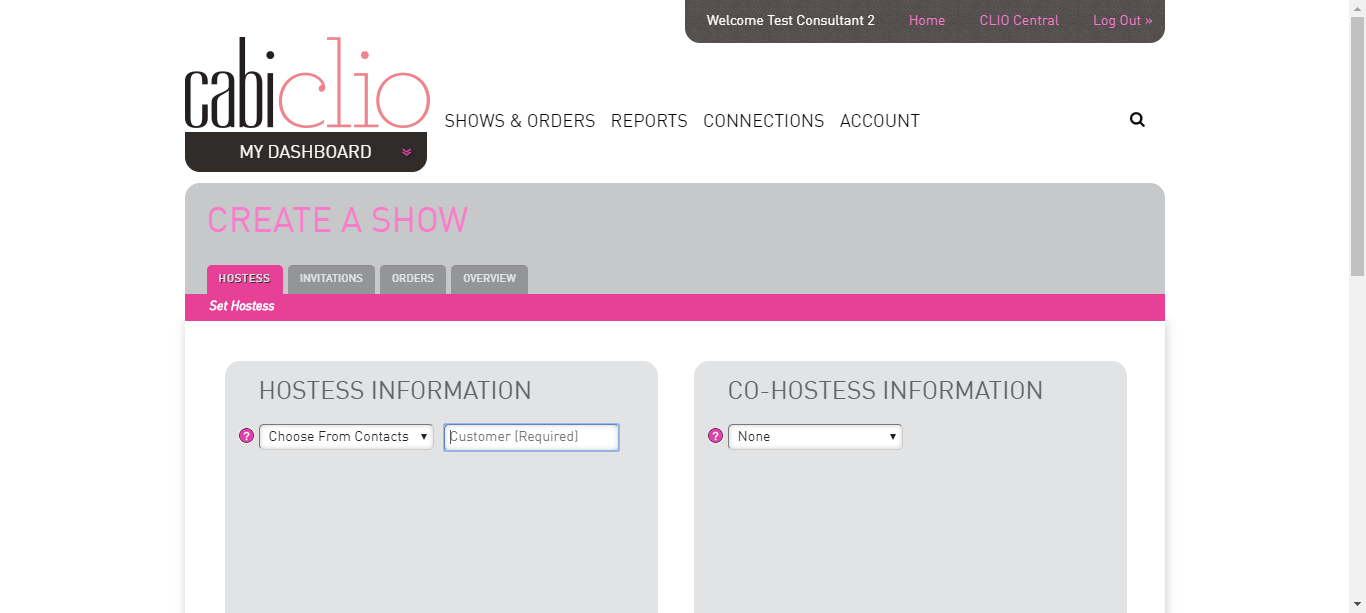 Welcome Test Consultant 2 Home CLIO Central Log Out »
cabiclio
SHOWS & ORDERS REPORTS CONNECTIONS ACCOUNT
MY DASHBOARD
CREATE A SHOW
HOSTESS INVITATIONS ORDERS OVERVIEW
Set Hostess
HOSTESS INFORMATION
? Choose From Contacts Customer (Required)
CO-HOSTESS INFORMATION
? None